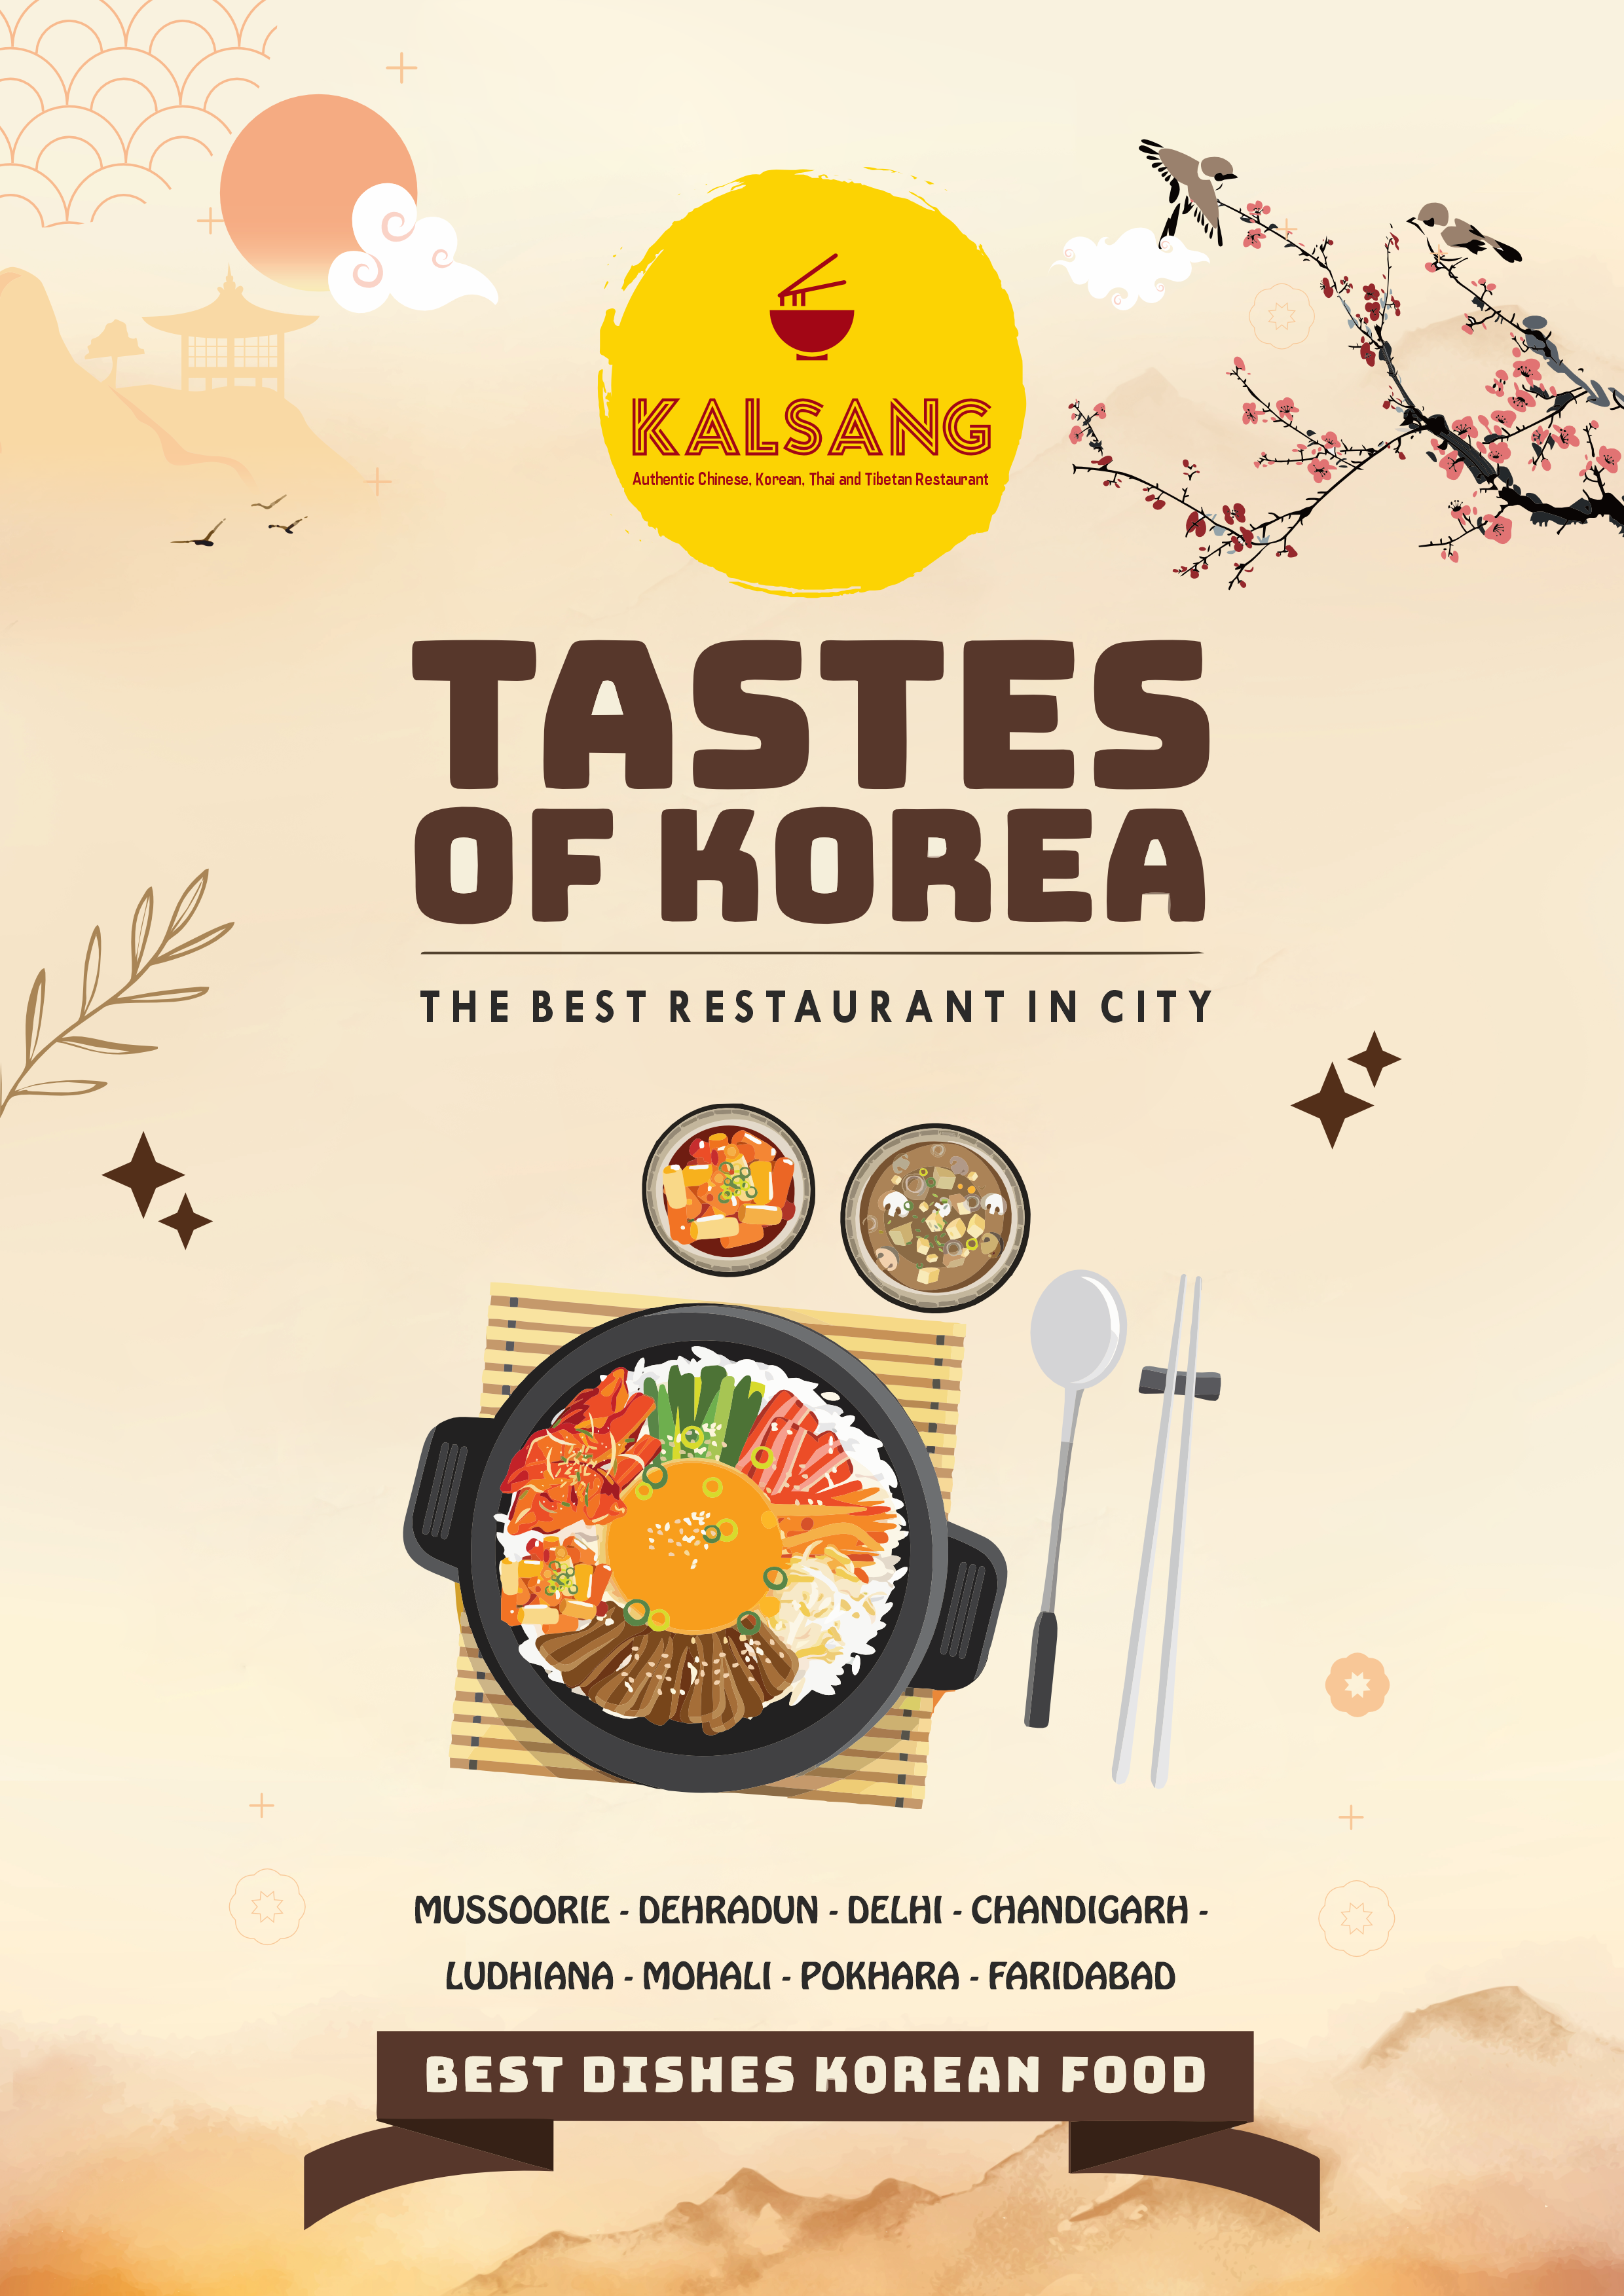 KALSANG
Authentic Chinese, Korean, Thai and Tibetan Restaurant
TASTES
OF KOREA
THE BEST RESTAURANT IN CITY
MUSSOORIE - DEHRADUN - DELHI - CHANDIGARH -
LUDHIANA - MOHALI - POKHARA - FARIDABAD
BEST DISHES KOREAN FOOD